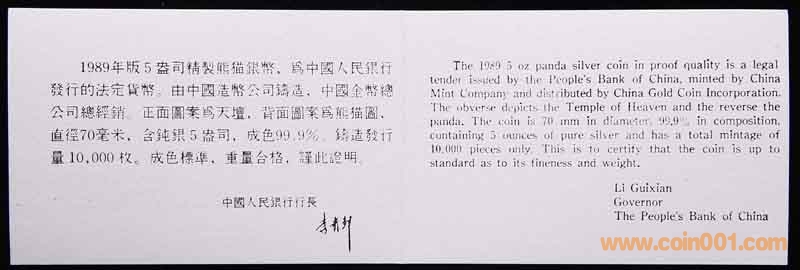 1989年版5盎司精製熊猫銀幣、爲中國人民銀行
發行的法定貨幣。由中國造幣公司鑄造，中國金幣總
公司總經銷。正面圖案爲天壇，背面圖案爲熊猫圖，
直徑70毫米，含純銀5盎司，成色99.9%。鑄造發行
量10,000枚。成色標準，重量合格，謹此證明。
中國人民銀行行長
The 1989 5 oz panda silver coin in proof quality is a legal
tender issued by the People's Bank of China, minted by China
Mint Company and distributed by China Gold Coin Incorporation.
The obverse depicts the Temple of Heaven and the reverse the
panda. The coin is 70 mm in diameter, 99.9% in composition,
containing 5 ounces of pure silver and has a total mintage of
10,000 pieces only. This is to certify that the coin is up to
standard as to its fineness and weight.
Li Guixian
Governor
The People's Bank of China
www.coin001.com